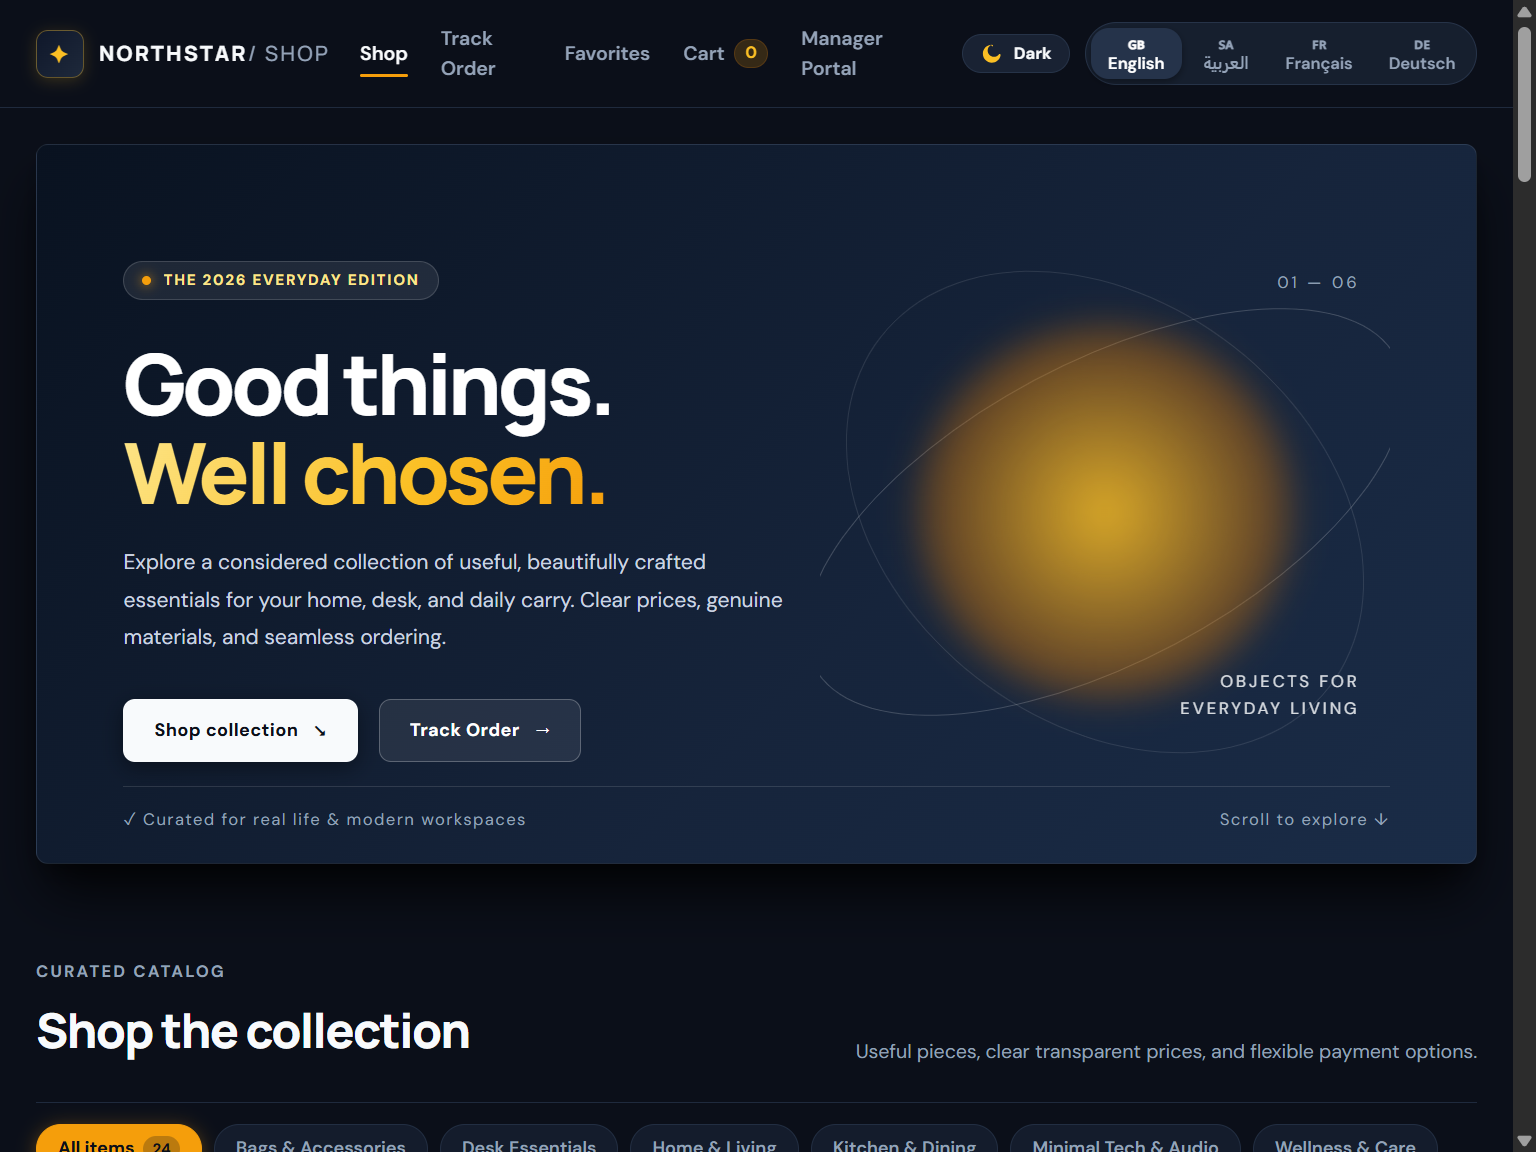 NORTHSTAR/ SHOP
Shop
Track Order
Favorites
Cart 0
Manager Portal
Dark
GB English
SA العربية
FR Français
DE Deutsch
THE 2026 EVERYDAY EDITION
01 — 06
Good things.
Well chosen.
Explore a considered collection of useful, beautifully crafted
essentials for your home, desk, and daily carry. Clear prices, genuine
materials, and seamless ordering.
OBJECTS FOR
EVERYDAY LIVING
Shop collection ↘
Track Order →
✓ Curated for real life & modern workspaces
Scroll to explore ↓
CURATED CATALOG
Shop the collection
Useful pieces, clear transparent prices, and flexible payment options.
All items 24
Bags & Accessories
Desk Essentials
Home & Living
Kitchen & Dining
Minimal Tech & Audio
Wellness & Care